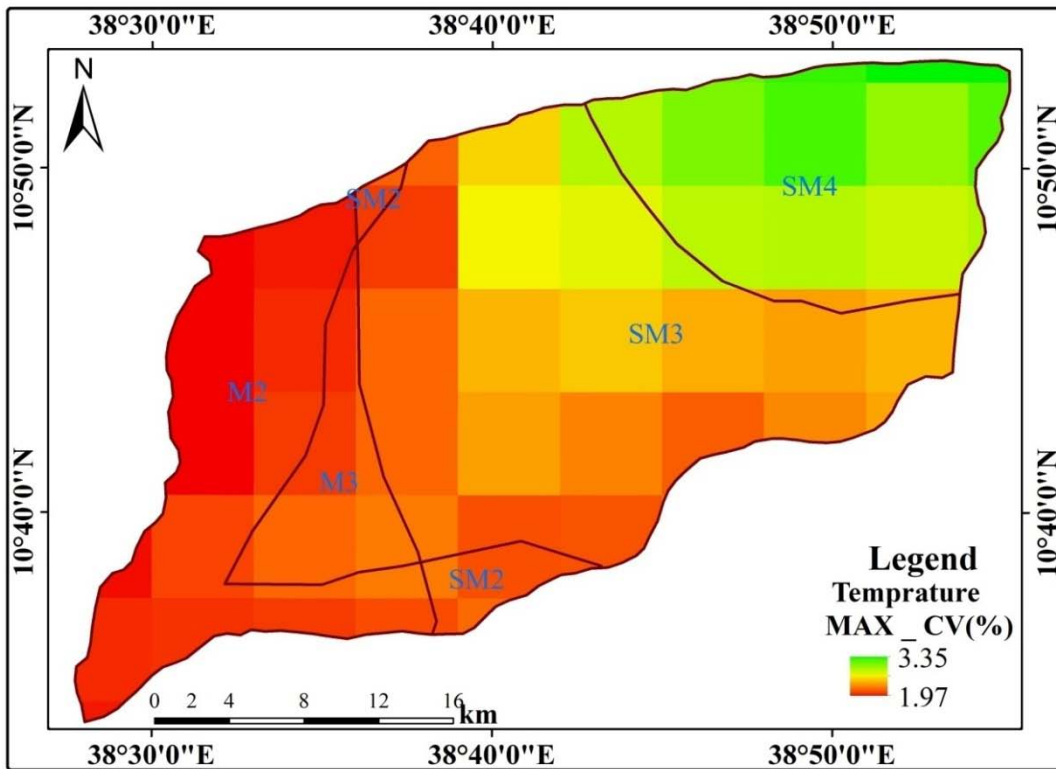 38°30'0"E 38°40'0"E 38°50'0"E
N
10°50'0"N 10°50'0"N
SM4
SM2
SM3
M2
M3
10°40'0"N 10°40'0"N
SM2
Legend
Temprature
MAX _ CV(%)
3.35
1.97
0 2 4 8 12 16
km
38°30'0"E 38°40'0"E 38°50'0"E